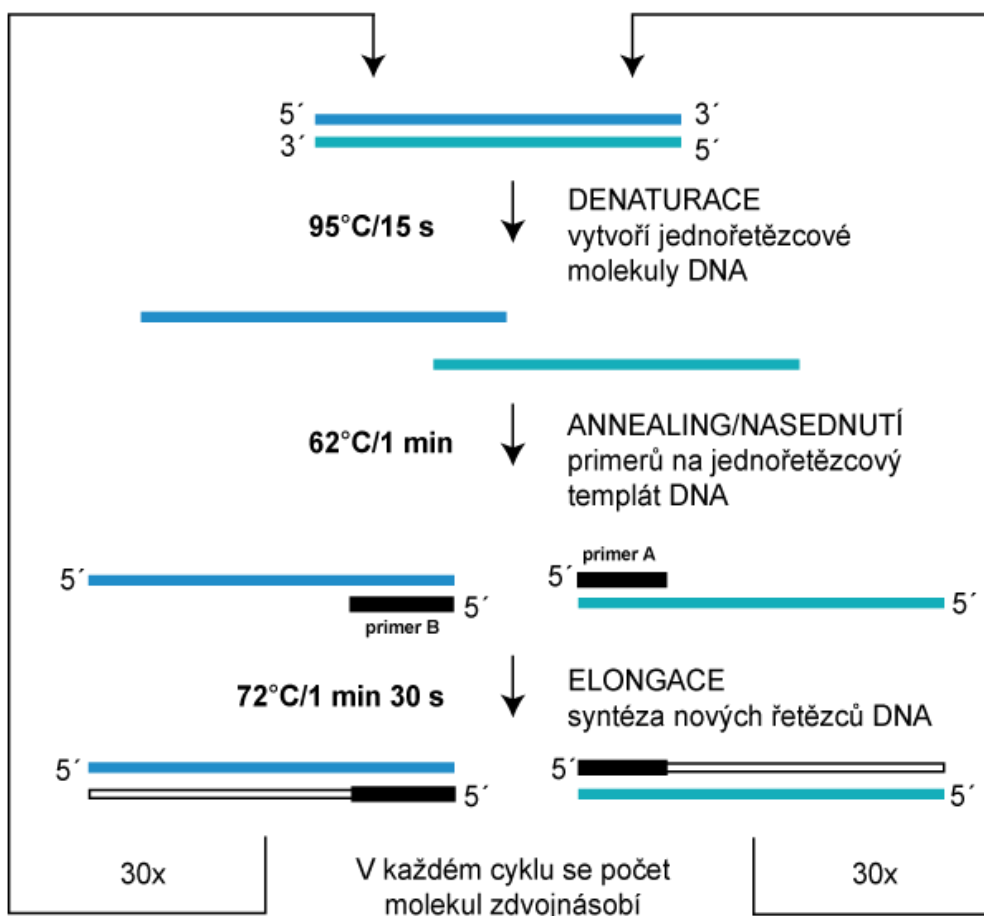 5´ 3´
3´ 5´
95°C/15 s
DENATURACE
vytvoří jednořetězcové
molekuly DNA
62°C/1 min
ANNEALING/NASEDNUTÍ
primerů na jednořetězcový
templát DNA
5´ 5´
primer B
primer A
5´ 5´
72°C/1 min 30 s
ELONGACE
syntéza nových řetězců DNA
5´ 5´
5´ 5´
30x
V každém cyklu se počet
molekul zdvojnásobí
30x